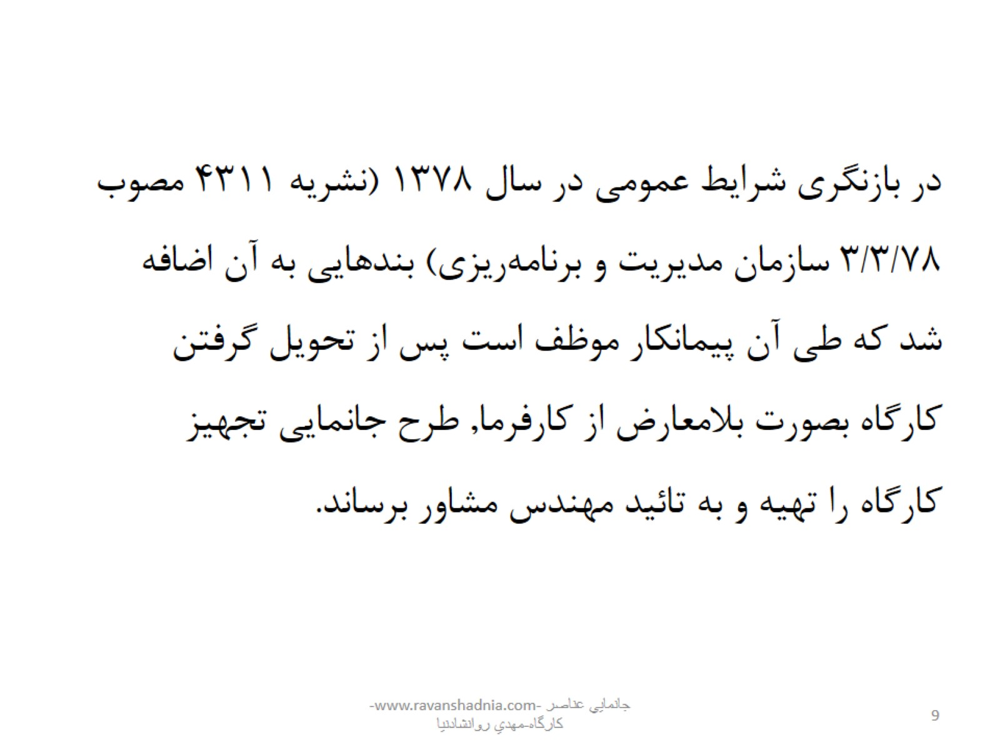 در بازنگری شرایط عمومی در سال ۱۳۷۸ (نشریه ۴۳۱۱ مصوب
۳/۳/۷۸ سازمان مدیریت و برنامه‌ریزی) بندهایی به آن اضافه
شد که طی آن پیمانکار موظف است پس از تحویل گرفتن
کارگاه بصورت بلامعارض از کارفرما, طرح جانمایی تجهیز
کارگاه را تهیه و به تائید مهندس مشاور برساند.
جانمايي عناصر -www.ravanshadnia.com-
کارگاه-مهدي روانشادنيا
9